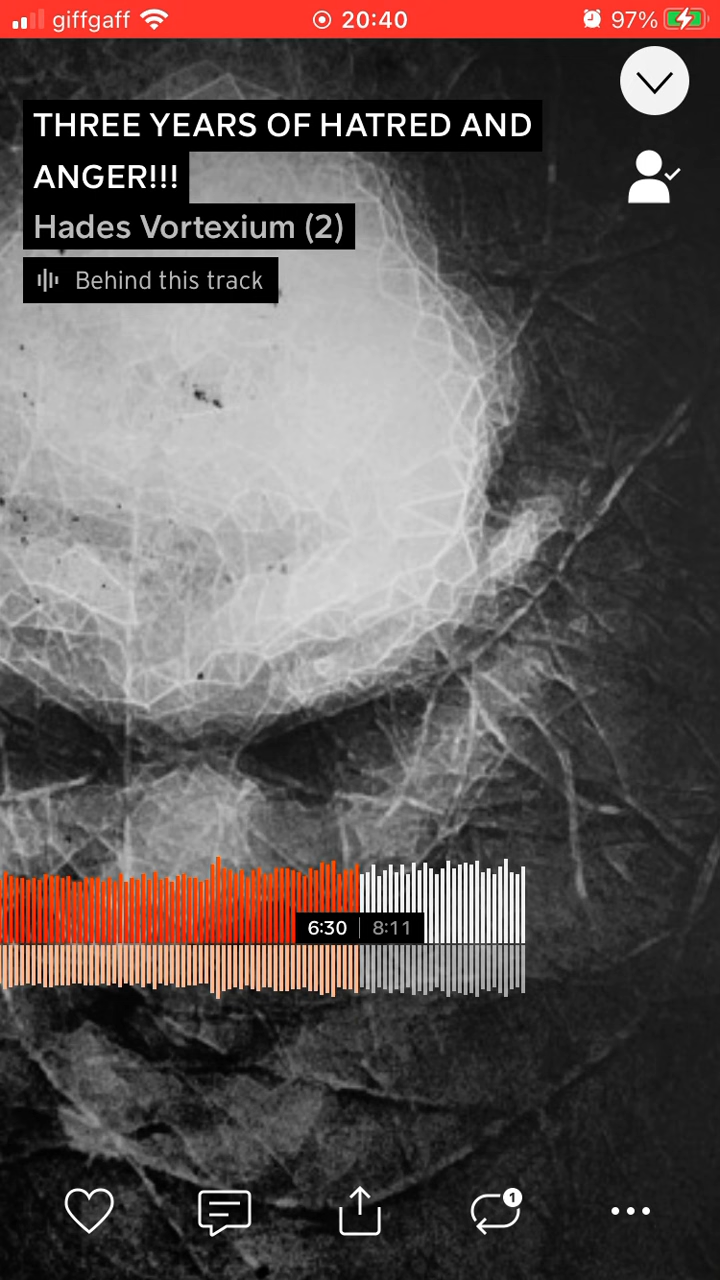 giffgaff 20:40 97%
THREE YEARS OF HATRED AND
ANGER!!!
Hades Vortexium (2)
Behind this track
6:30 | 8:11
1